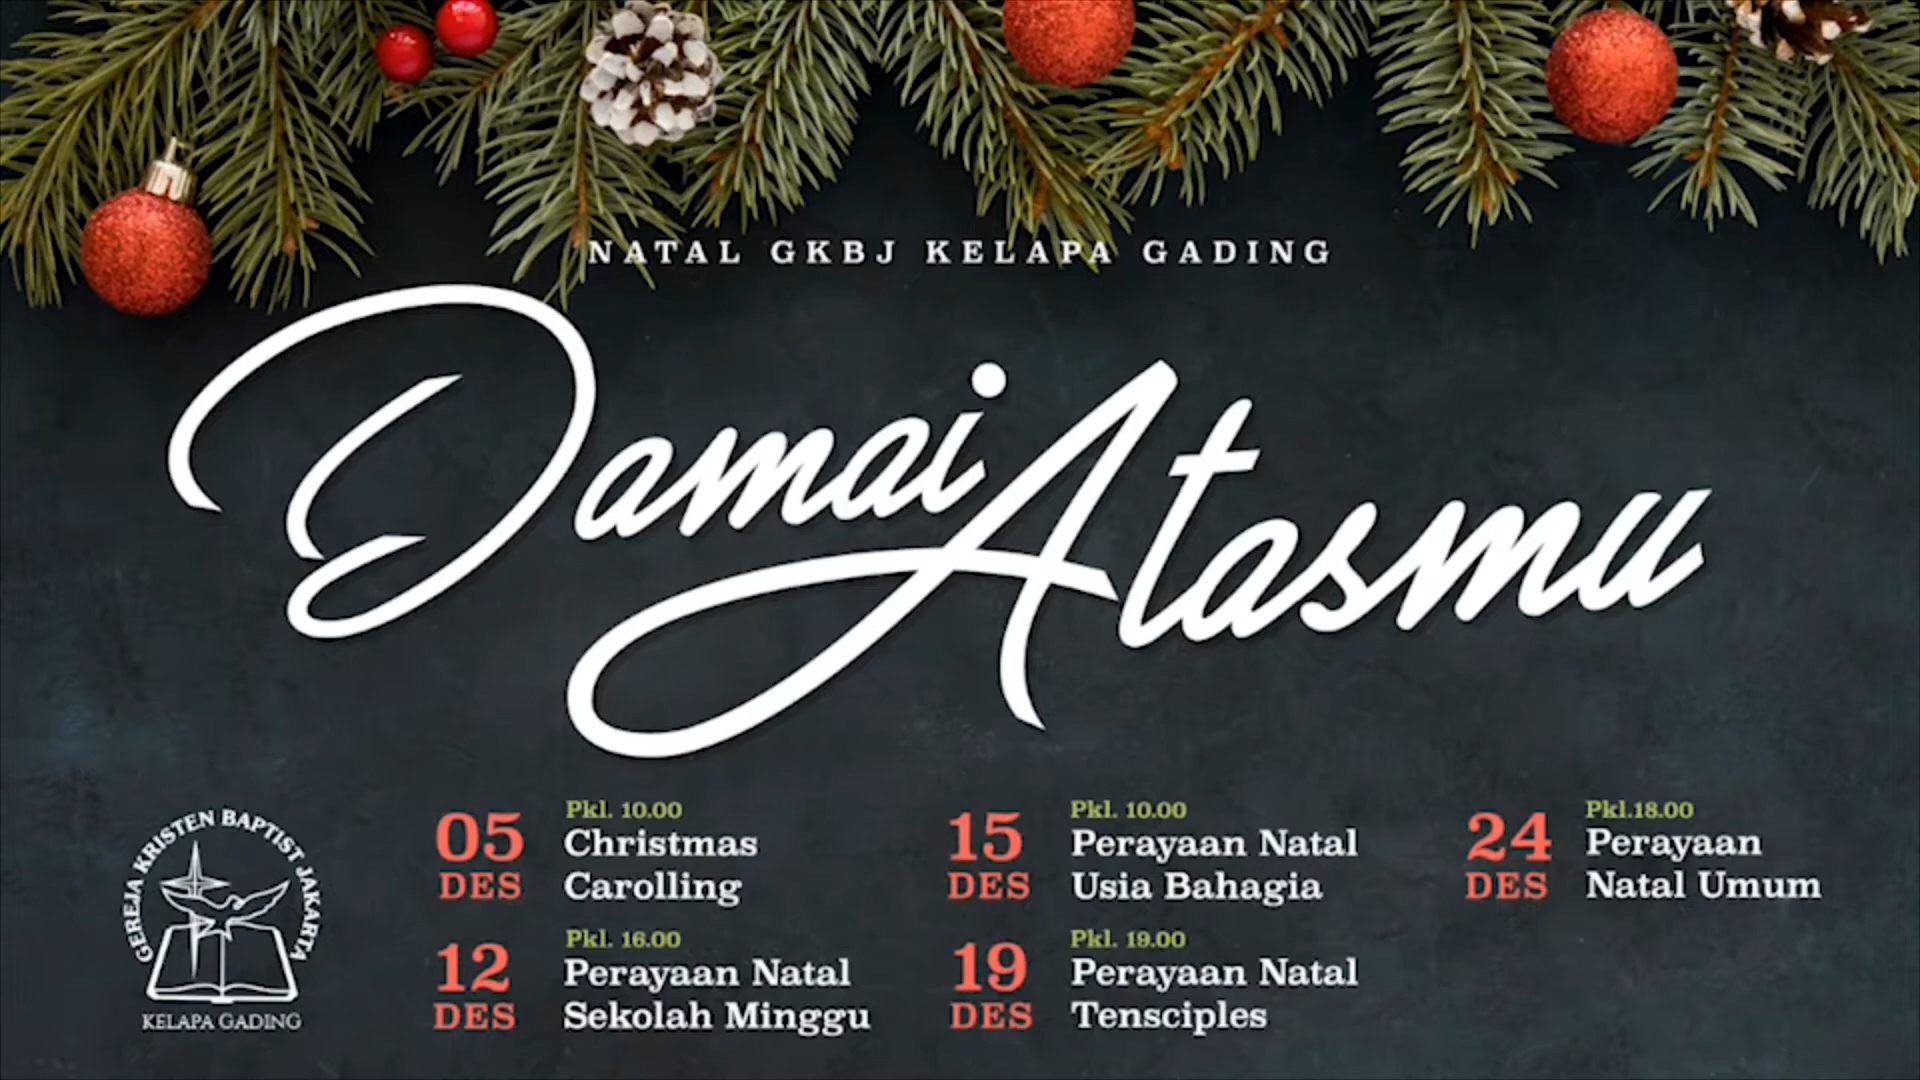 NATAL GKBJ KELAPA GADING
Damai Atasmu
GEREJA KRISTEN BAPTIST JAKARTA
KELAPA GADING
05
DES
Pkl. 10.00
Christmas
Carolling
12
DES
Pkl. 16.00
Perayaan Natal
Sekolah Minggu
15
DES
Pkl. 10.00
Perayaan Natal
Usia Bahagia
19
DES
Pkl. 19.00
Perayaan Natal
Tensciples
24
DES
Pkl.18.00
Perayaan
Natal Umum